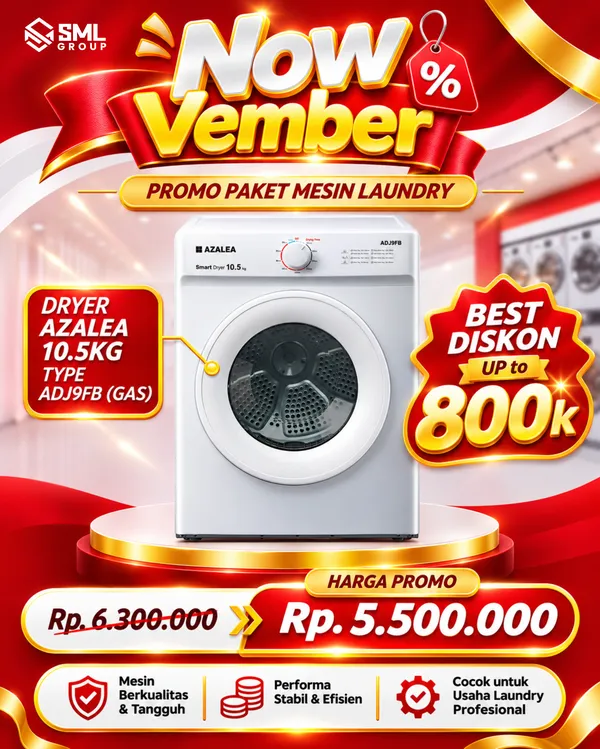 SML
GROUP
Now
%
Vember
PROMO PAKET MESIN LAUNDRY
AZALEA
ADJ9FB
Smart Dryer 10.5 kg
DRYER
AZALEA
10.5KG
TYPE
ADJ9FB (GAS)
BEST
DISKON
UP to
800k
HARGA PROMO
Rp. 6.300.000
Rp. 5.500.000
Mesin
Berkualitas
& Tangguh
Performa
Stabil & Efisien
Cocok untuk
Usaha Laundry
Profesional